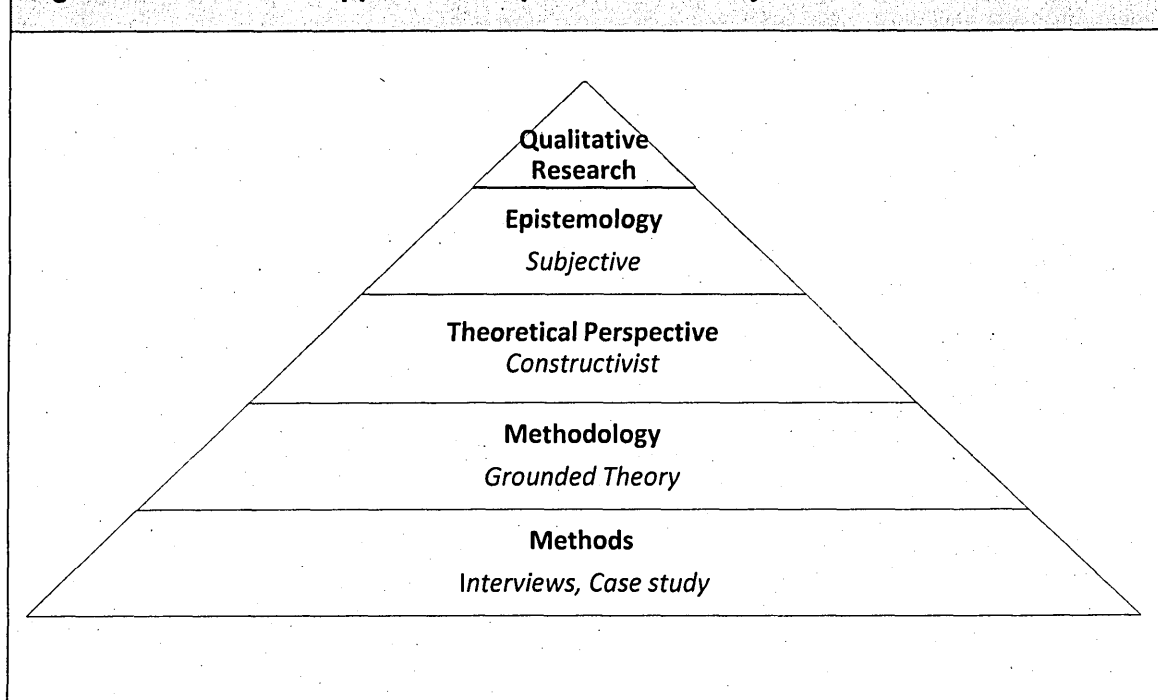 Qualitative
Research
Epistemology
Subjective
Theoretical Perspective
Constructivist
Methodology
Grounded Theory
Methods
Interviews, Case study